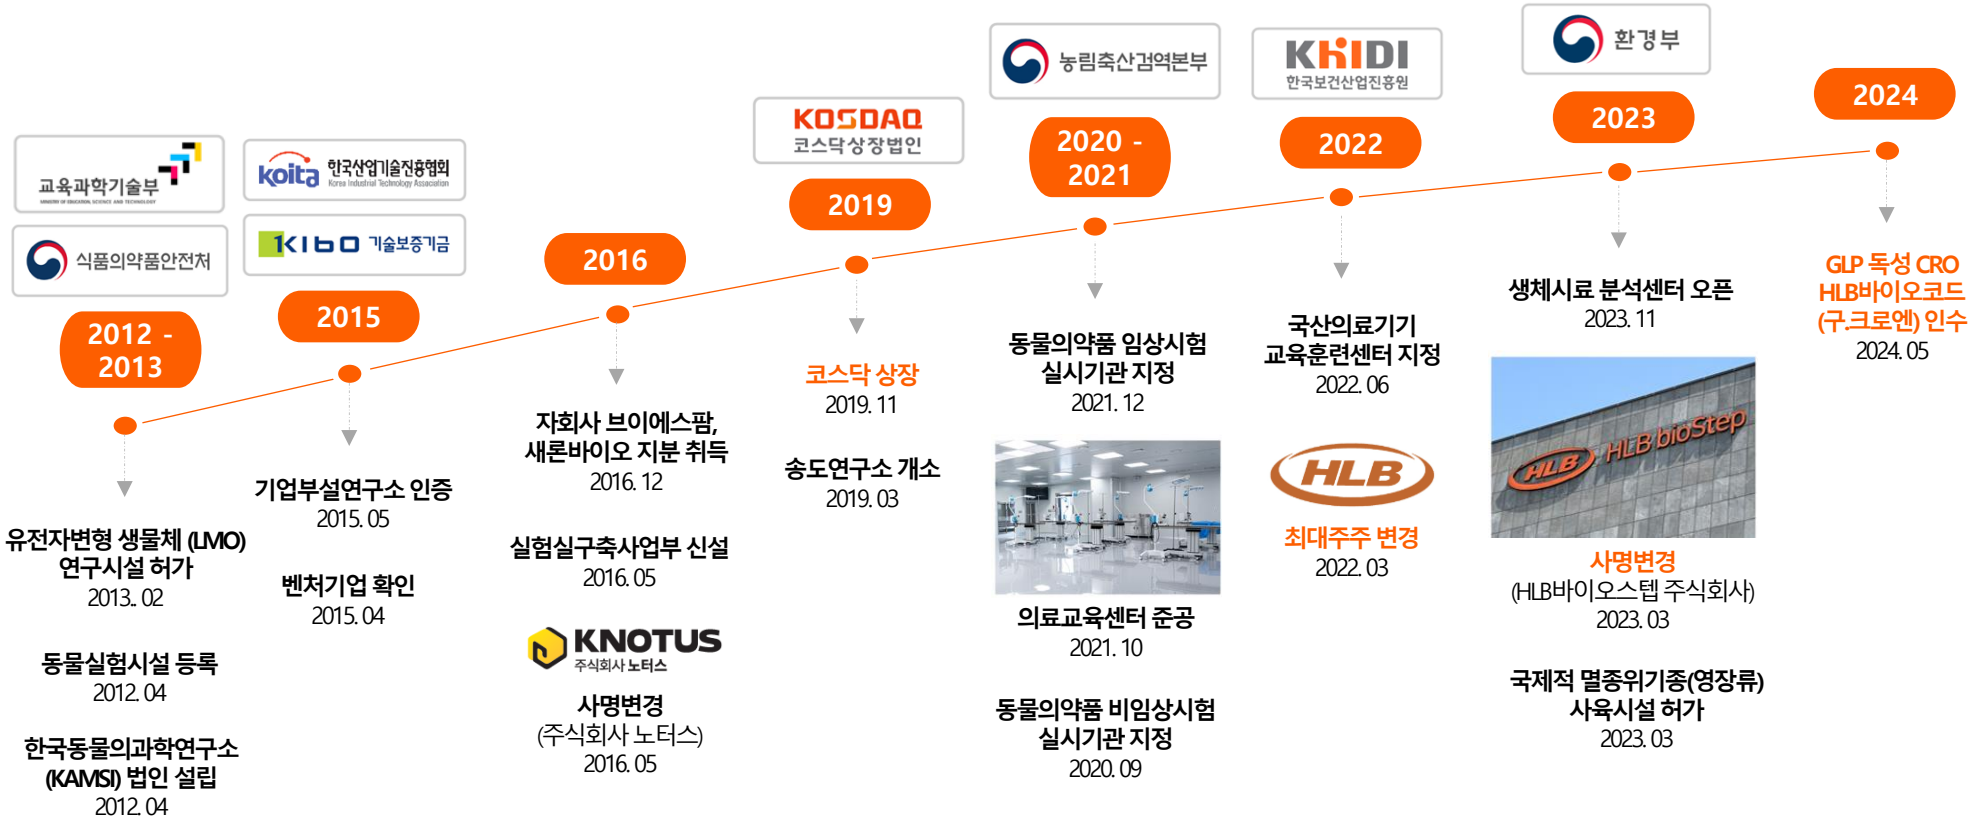 교육과학기술부
MINISTRY OF EDUCATION, SCIENCE AND TECHNOLOGY
식품의약품안전처
2012 -
2013
유전자변형 생물체 (LMO)
연구시설 허가
2013.. 02
동물실험시설 등록
2012. 04
한국동물의과학연구소
(KAMSI) 법인 설립
2012. 04
koita 한국산업기술진흥협회
Korea Industrial Technology Association
KIBO 기술보증기금
2015
기업부설연구소 인증
2015. 05
벤처기업 확인
2015. 04
2016
자회사 브이에스팜,
새론바이오 지분 취득
2016. 12
실험실구축사업부 신설
2016. 05
KNOTUS
주식회사 노터스
사명변경
(주식회사 노터스)
2016. 05
KOSDAQ
코스닥상장법인
2019
코스닥 상장
2019. 11
송도연구소 개소
2019. 03
농림축산검역본부
2020 -
2021
동물의약품 임상시험
실시기관 지정
2021. 12
의료교육센터 준공
2021. 10
동물의약품 비임상시험
실시기관 지정
2020. 09
KHIDI
한국보건산업진흥원
2022
국산의료기기
교육훈련센터 지정
2022. 06
HLB
최대주주 변경
2022. 03
환경부
2023
생체시료 분석센터 오픈
2023. 11
HLB HLB bioStep
사명변경
(HLB바이오스텝 주식회사)
2023. 03
국제적 멸종위기종(영장류)
사육시설 허가
2023. 03
2024
GLP 독성 CRO
HLB바이오코드
(구.크로엔) 인수
2024. 05